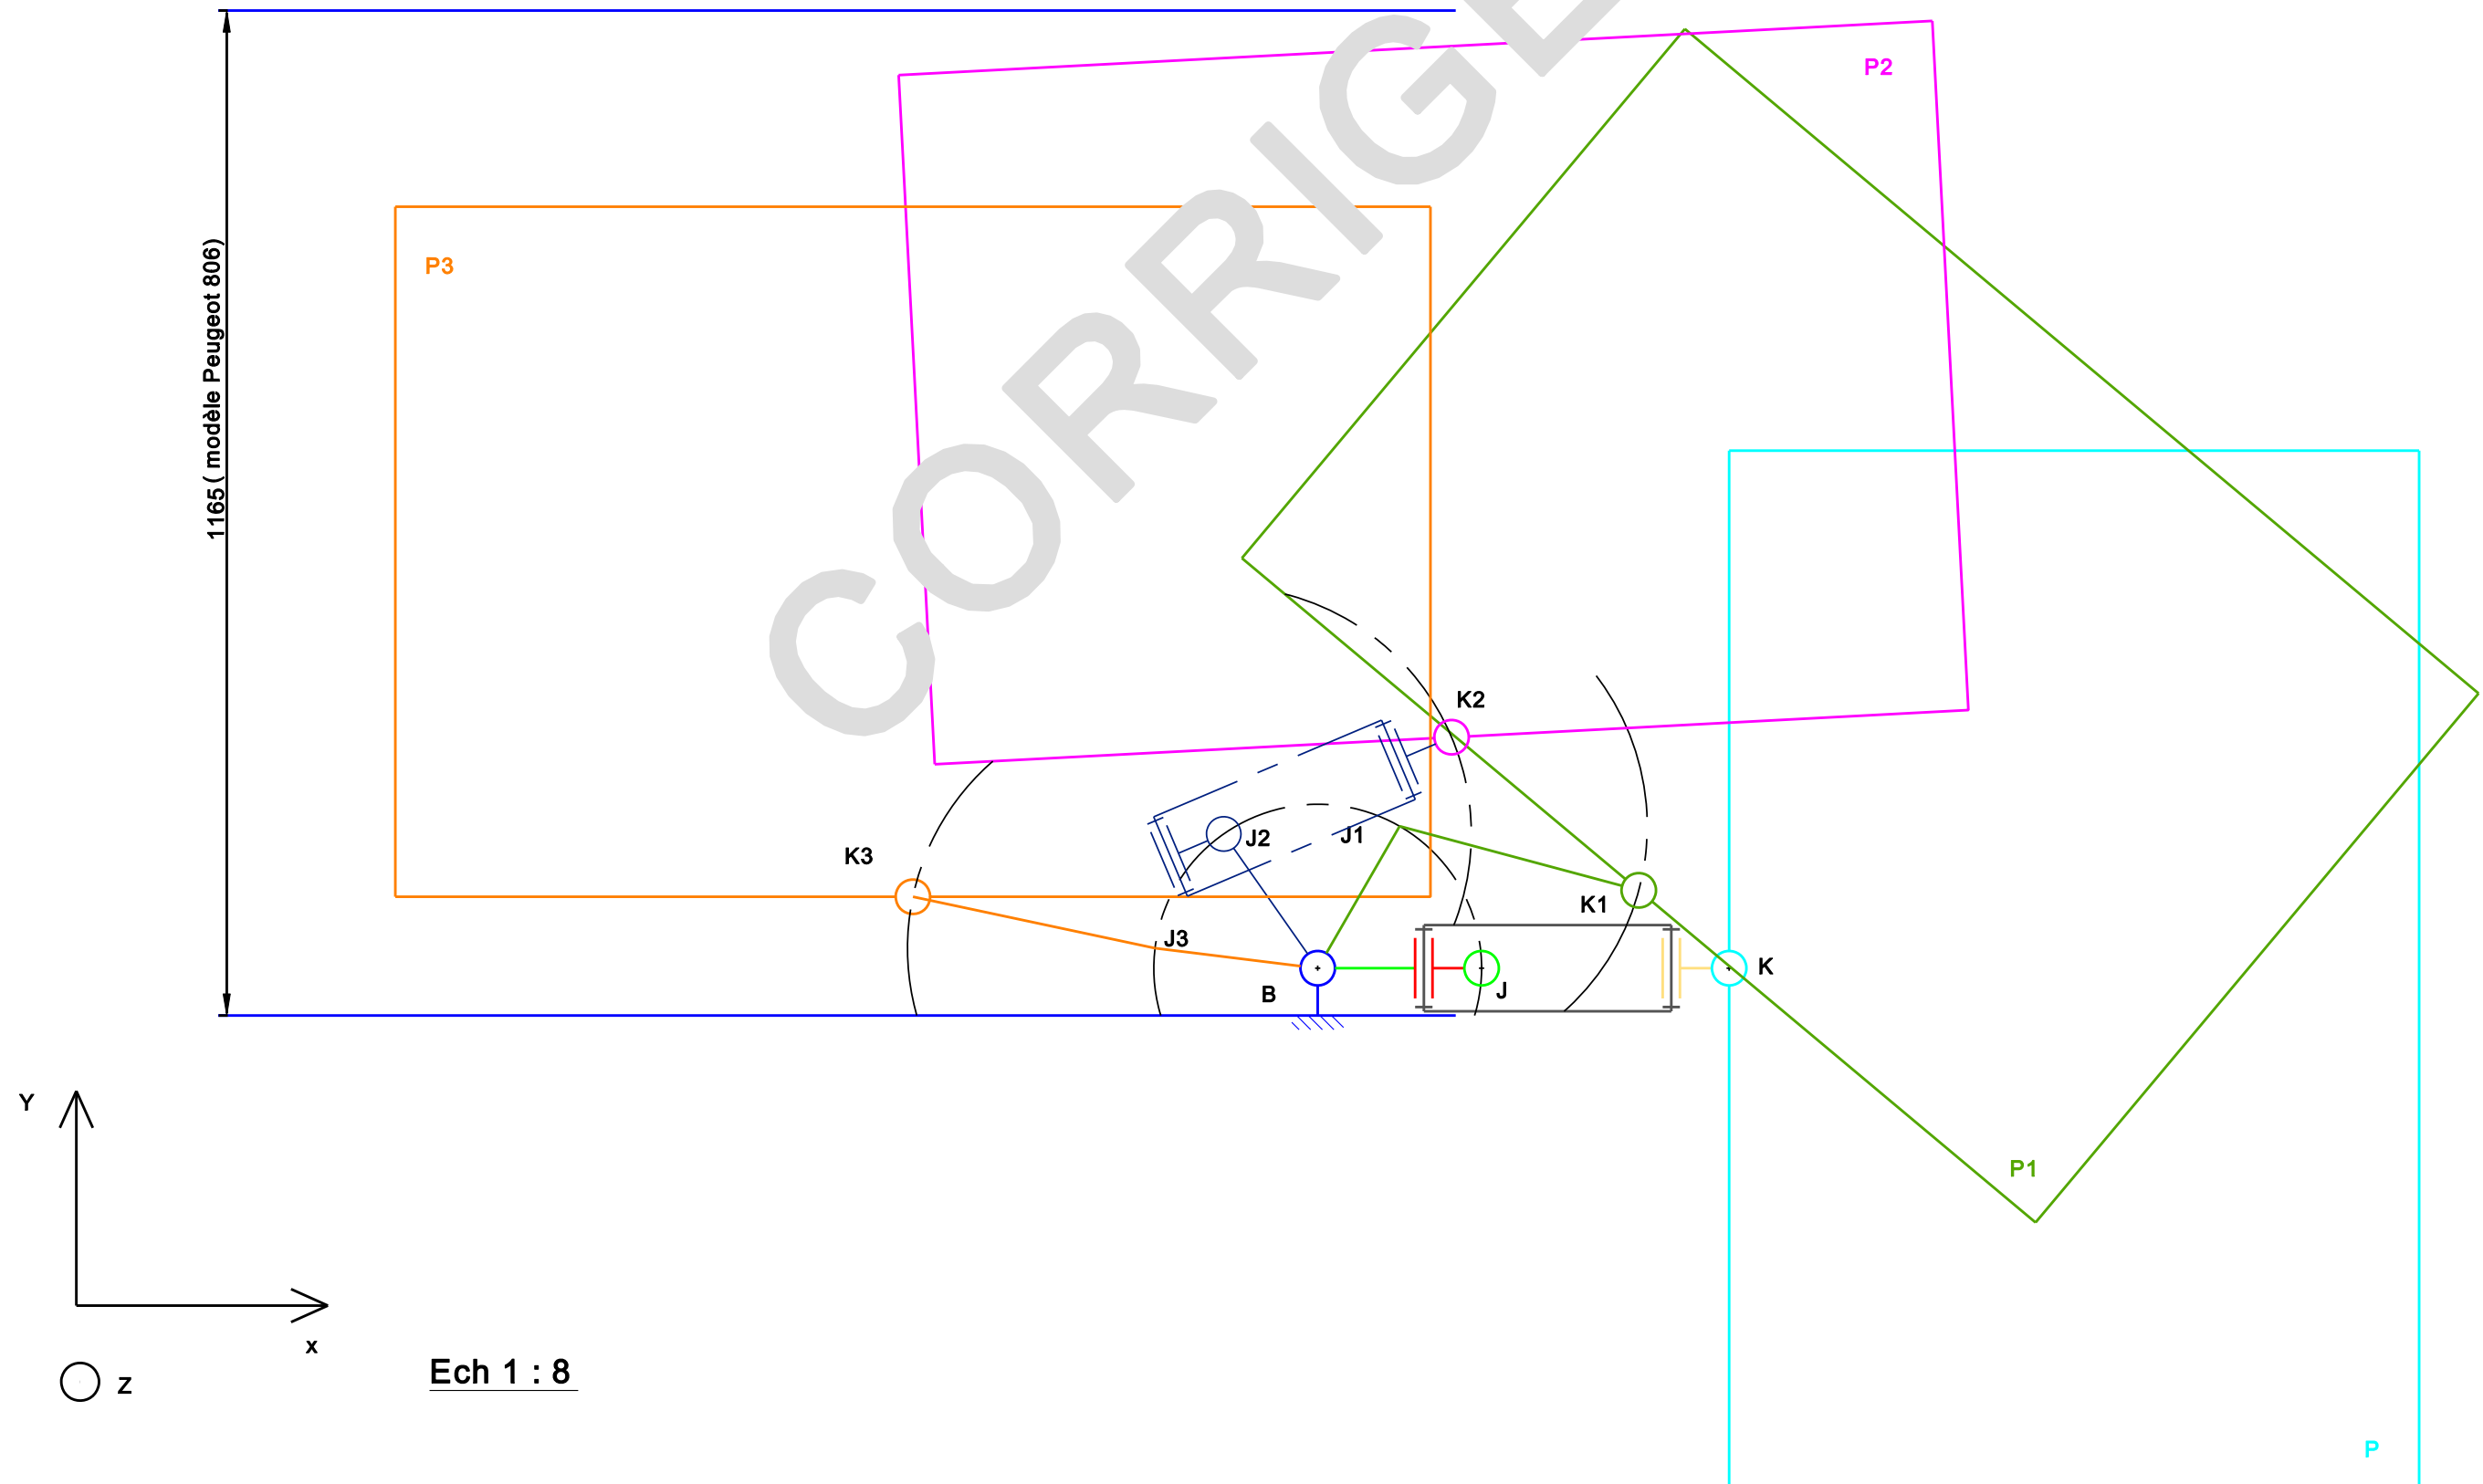 CORRIGE
P2
P3
1165 ( modèle Peugeot 806)
K2
J2
J1
K3
K1
J3
K
B
J
Y
P1
x
Z
Ech 1 : 8
P